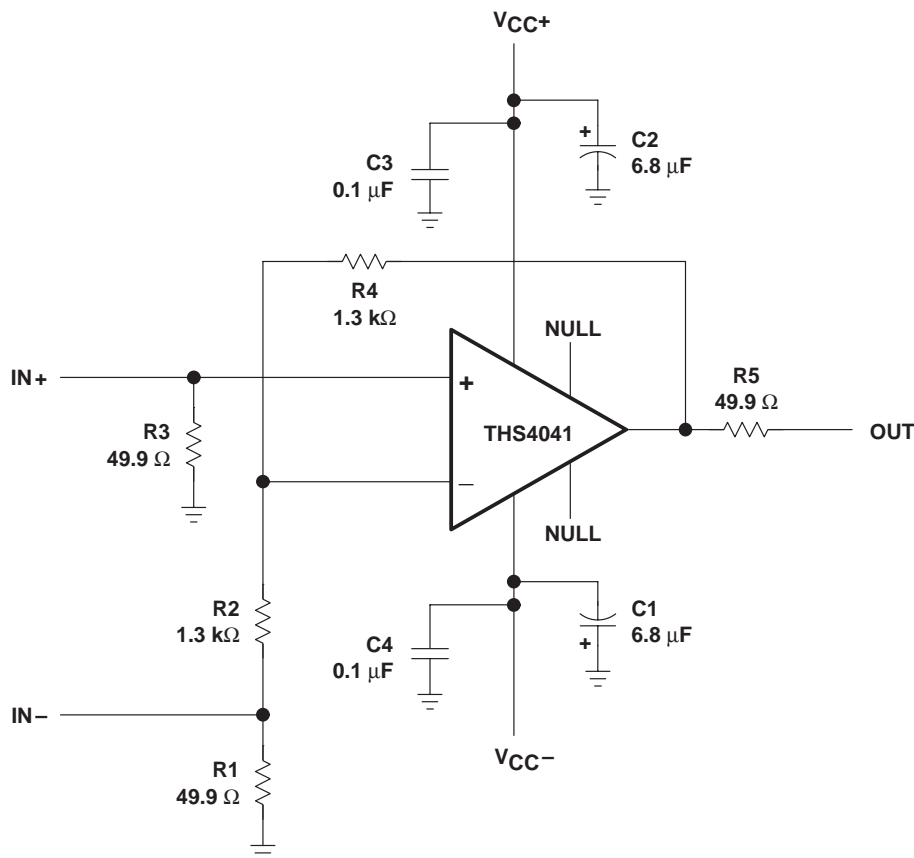 VCC+
C3
0.1 μF
+
C2
6.8 μF
R4
1.3 kΩ
NULL
IN+
+
R5
49.9 Ω
R3
49.9 Ω
THS4041
OUT
−
NULL
R2
1.3 kΩ
C4
0.1 μF
C1
6.8 μF
+
IN−
VCC−
R1
49.9 Ω